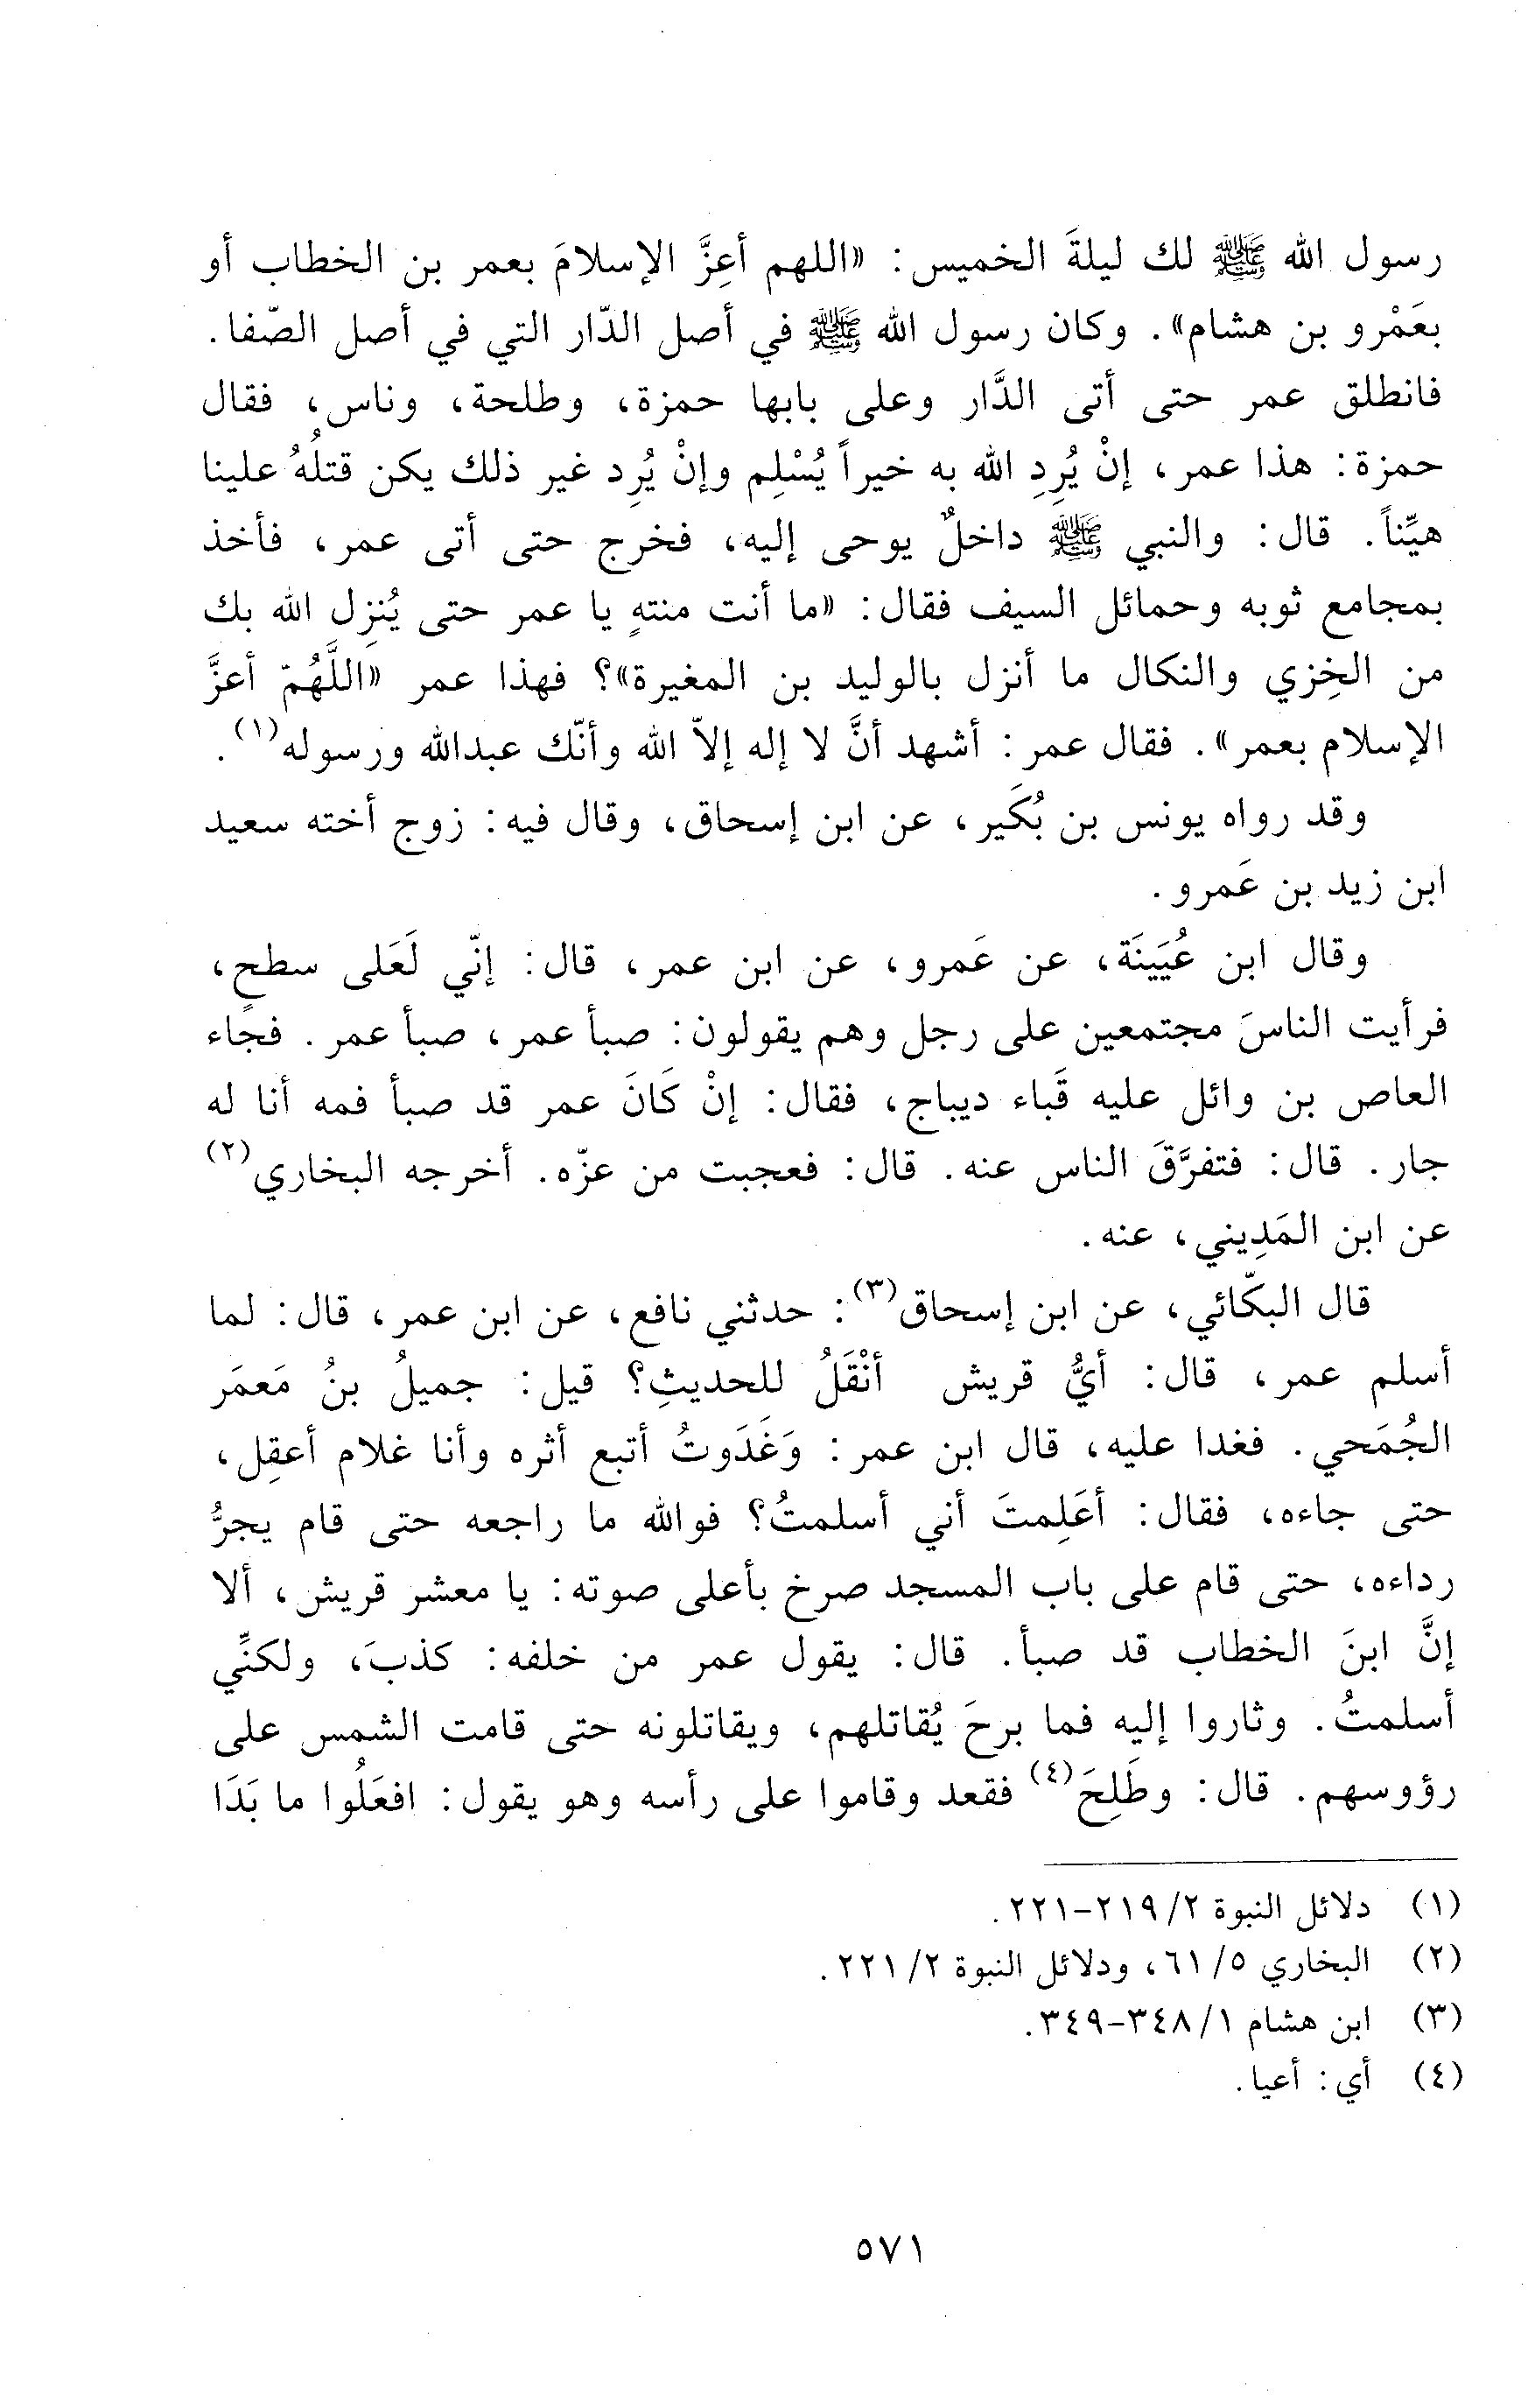 رسول الله ﷺ لك ليلةَ الخميس: «اللهم أعِزَّ الإسلامَ بعمر بن الخطاب أو
بعَمْرو بن هشام». وكان رسول الله ﷺ في أصل الدّار التي في أصل الصّفا.
فانطلق عمر حتى أتى الدَّار وعلى بابها حمزة، وطلحة، وناس، فقال
حمزة: هذا عمر، إنْ يُرِدِ الله به خيراً يُسْلِم وإنْ يُرِد غير ذلك يكن قتلُهُ علينا
هيِّناً. قال: والنبي ﷺ داخلٌ يوحى إليه، فخرج حتى أتى عمر، فأخذ
بمجامع ثوبه وحمائل السيف فقال: «ما أنت منتهٍ يا عمر حتى يُنزِل الله بك
من الخِزي والنكال ما أنزل بالوليد بن المغيرة»؟ فهذا عمر «اللَّهُمّ أعزَّ
الإسلام بعمر». فقال عمر: أشهد أنَّ لا إله إلاّ الله وأنّك عبدالله ورسوله(١).
وقد رواه يونس بن بُكَير، عن ابن إسحاق، وقال فيه: زوج أخته سعيد
ابن زيد بن عَمرو.
وقال ابن عُيَينَة، عن عَمرو، عن ابن عمر، قال: إنّي لَعَلى سطحٍ،
فرأيت الناسَ مجتمعين على رجل وهم يقولون: صبأ عمر، صبأ عمر. فجاء
العاص بن وائل عليه قَباء ديباج، فقال: إنْ كَانَ عمر قد صبأ فمه أنا له
جار. قال: فتفرَّقَ الناس عنه. قال: فعجبت من عزّه. أخرجه البخاري(٢)
عن ابن المَدِيني، عنه.
قال البكّائي، عن ابن إسحاق(٣): حدثني نافع، عن ابن عمر، قال: لما
أسلم عمر، قال: أيُّ قريش أنْقَلُ للحديثِ؟ قيل: جميلُ بنُ مَعمَر
الجُمَحي. فغدا عليه، قال ابن عمر: وَغَدَوتُ أتبع أثره وأنا غلام أعقِل،
حتى جاءه، فقال: أعَلِمتَ أني أسلمتُ؟ فوالله ما راجعه حتى قام يجرُّ
رداءه، حتى قام على باب المسجد صرخ بأعلى صوته: يا معشر قريش، ألا
إنَّ ابنَ الخطاب قد صبأ. قال: يقول عمر من خلفه: كذبَ، ولكنِّي
أسلمتُ. وثاروا إليه فما برحَ يُقاتلهم، ويقاتلونه حتى قامت الشمس على
رؤوسهم. قال: وطَلِحَ(٤) فقعد وقاموا على رأسه وهو يقول: افعَلُوا ما بَدَا
(١) دلائل النبوة ٢/ ٢١٩-٢٢١.
(٢) البخاري ٥/ ٦١، ودلائل النبوة ٢/ ٢٢١.
(٣) ابن هشام ١/ ٣٤٨-٣٤٩.
(٤) أي: أعيا.
٥٧١